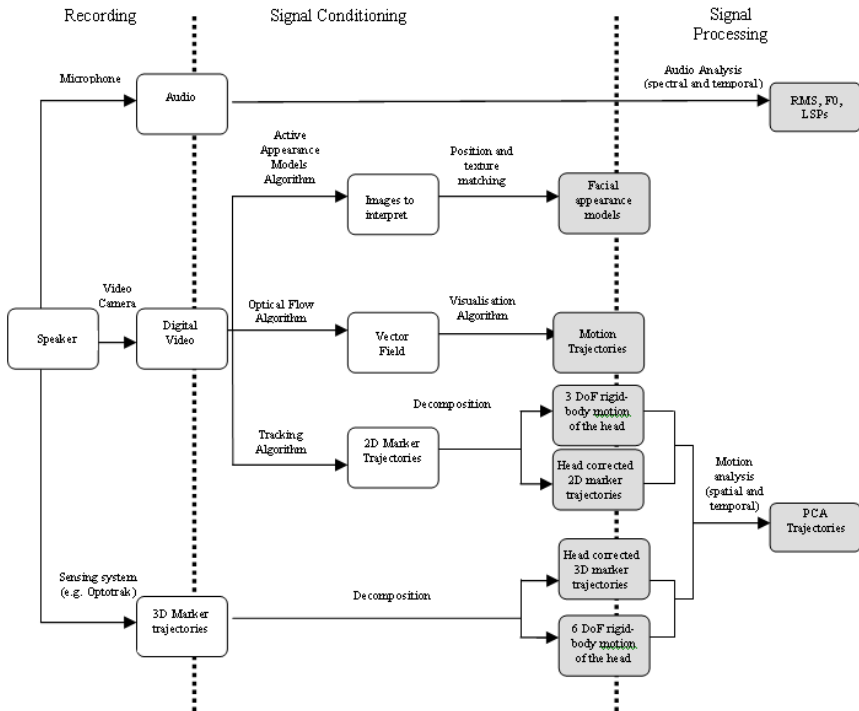 Recording
Signal Conditioning
Signal
Processing
Microphone
Audio
Audio Analysis
(spectral and temporal)
RMS, F0,
LSPs
Active
Appearance
Models
Algorithm
Images to
interpret
Position and
texture
matching
Facial
appearance
models
Video
Camera
Speaker
Digital
Video
Optical Flow
Algorithm
Vector
Field
Visualisation
Algorithm
Motion
Trajectories
Tracking
Algorithm
2D Marker
Trajectories
Decomposition
3 DoF rigid-
body motion
of the head
Head corrected
2D marker
trajectories
Motion
analysis
(spatial and
temporal)
PCA
Trajectories
Sensing system
(e.g. Optotrak)
3D Marker
trajectories
Decomposition
Head corrected
3D marker
trajectories
6 DoF rigid-
body motion
of the head